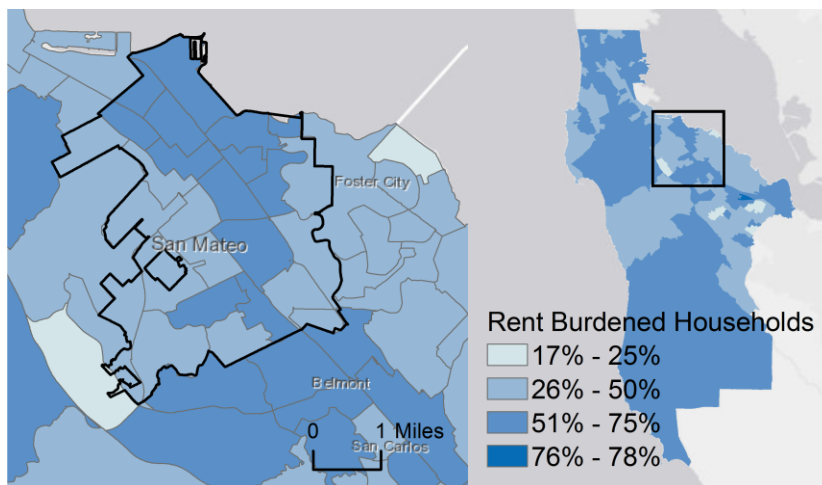 Foster City
San Mateo
Belmont
0 1 Miles
San Carlos
Rent Burdened Households
17% - 25%
26% - 50%
51% - 75%
76% - 78%